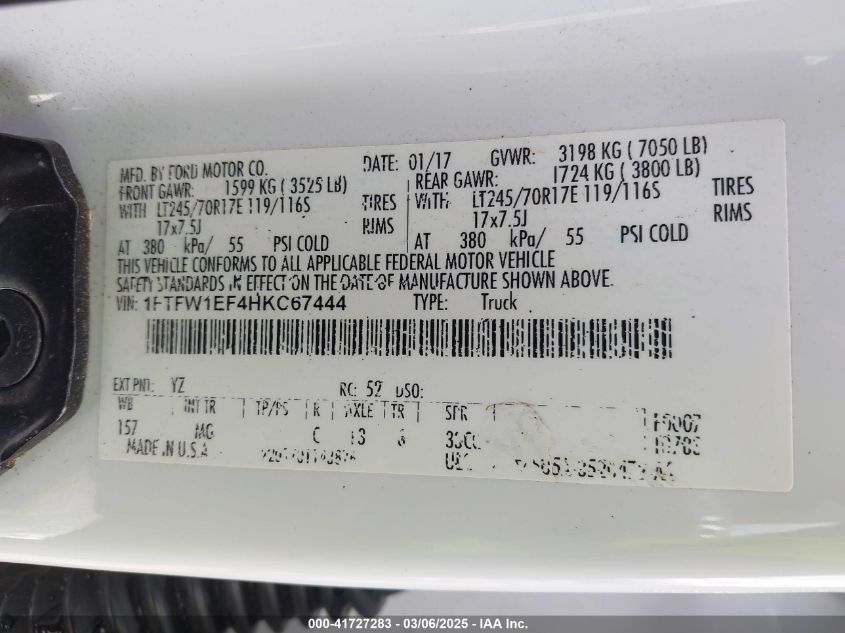 MFD. BY FORD MOTOR CO. DATE: 01/17 GVWR: 3198 KG ( 7050 LB)
FRONT GAWR: 1599 KG ( 3525 LB) REAR GAWR: 1724 KG ( 3800 LB)
WITH LT245/70R17E 119/116S TIRES WITH LT245/70R17E 119/116S TIRES
17x7.5J RIMS 17x7.5J RIMS
AT 380 kPa/ 55 PSI COLD AT 380 kPa/ 55 PSI COLD
THIS VEHICLE CONFORMS TO ALL APPLICABLE FEDERAL MOTOR VEHICLE
SAFETY STANDARDS IN EFFECT ON THE DATE OF MANUFACTURE SHOWN ABOVE.
VIN: 1FTFW1EF4HKC67444 TYPE: Truck
EXT PNT: YZ RC: 52 DSO:
WB INT TR TP/PS R AXLE TR SPR
157 MG C
MADE IN U.S.A
000-41727283 — 03/06/2025 — IAA Inc.